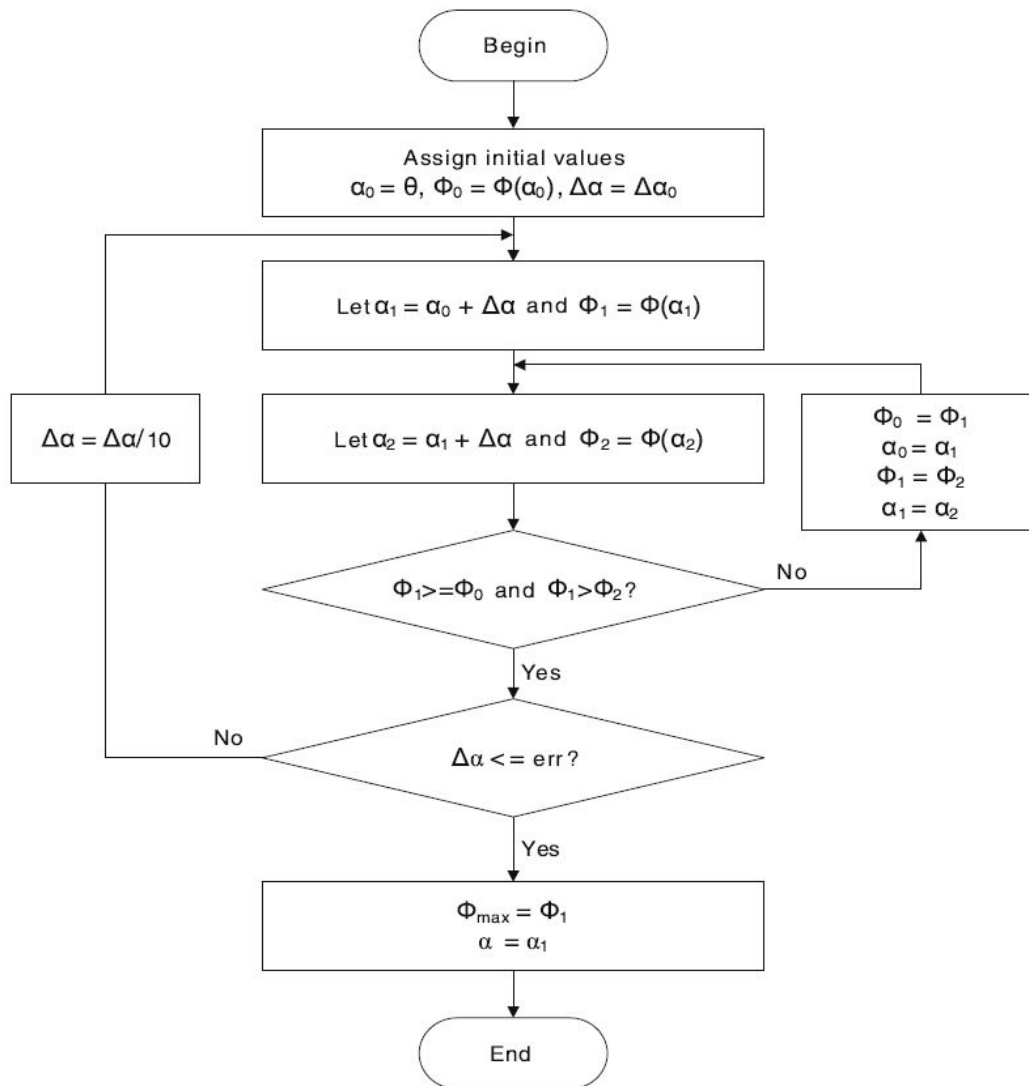 Begin
Assign initial values
α₀ = θ, Φ₀ = Φ(α₀), Δα = Δα₀
Let α₁ = α₀ + Δα and Φ₁ = Φ(α₁)
Δα = Δα/10
Let α₂ = α₁ + Δα and Φ₂ = Φ(α₂)
Φ₀ = Φ₁
α₀ = α₁
Φ₁ = Φ₂
α₁ = α₂
Φ₁>=Φ₀ and Φ₁>Φ₂?
No
Yes
No
Δα <= err?
Yes
Φmax = Φ₁
α = α₁
End